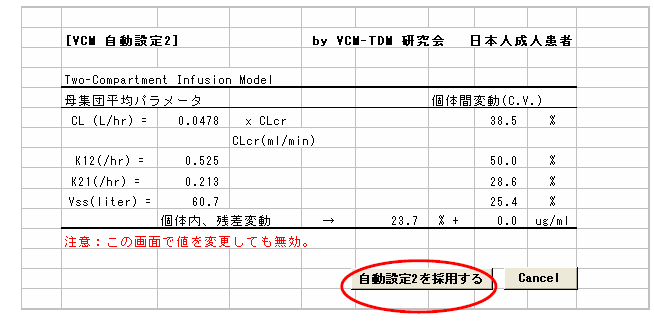 [VCM 自動設定2] by VCM-TDM 研究会 日本人成人患者
Two-Compartment Infusion Model
母集団平均パラメータ 個体間変動(C.V.)
CL (L/hr) = 0.0478 x CLcr 38.5 %
CLcr(ml/min)
K12(/hr) = 0.525 50.0 %
K21(/hr) = 0.213 28.6 %
Vss(liter) = 60.7 25.4 %
個体内、残差変動 → 23.7 % + 0.0 ug/ml
注意：この画面で値を変更しても無効。
自動設定2を採用する Cancel